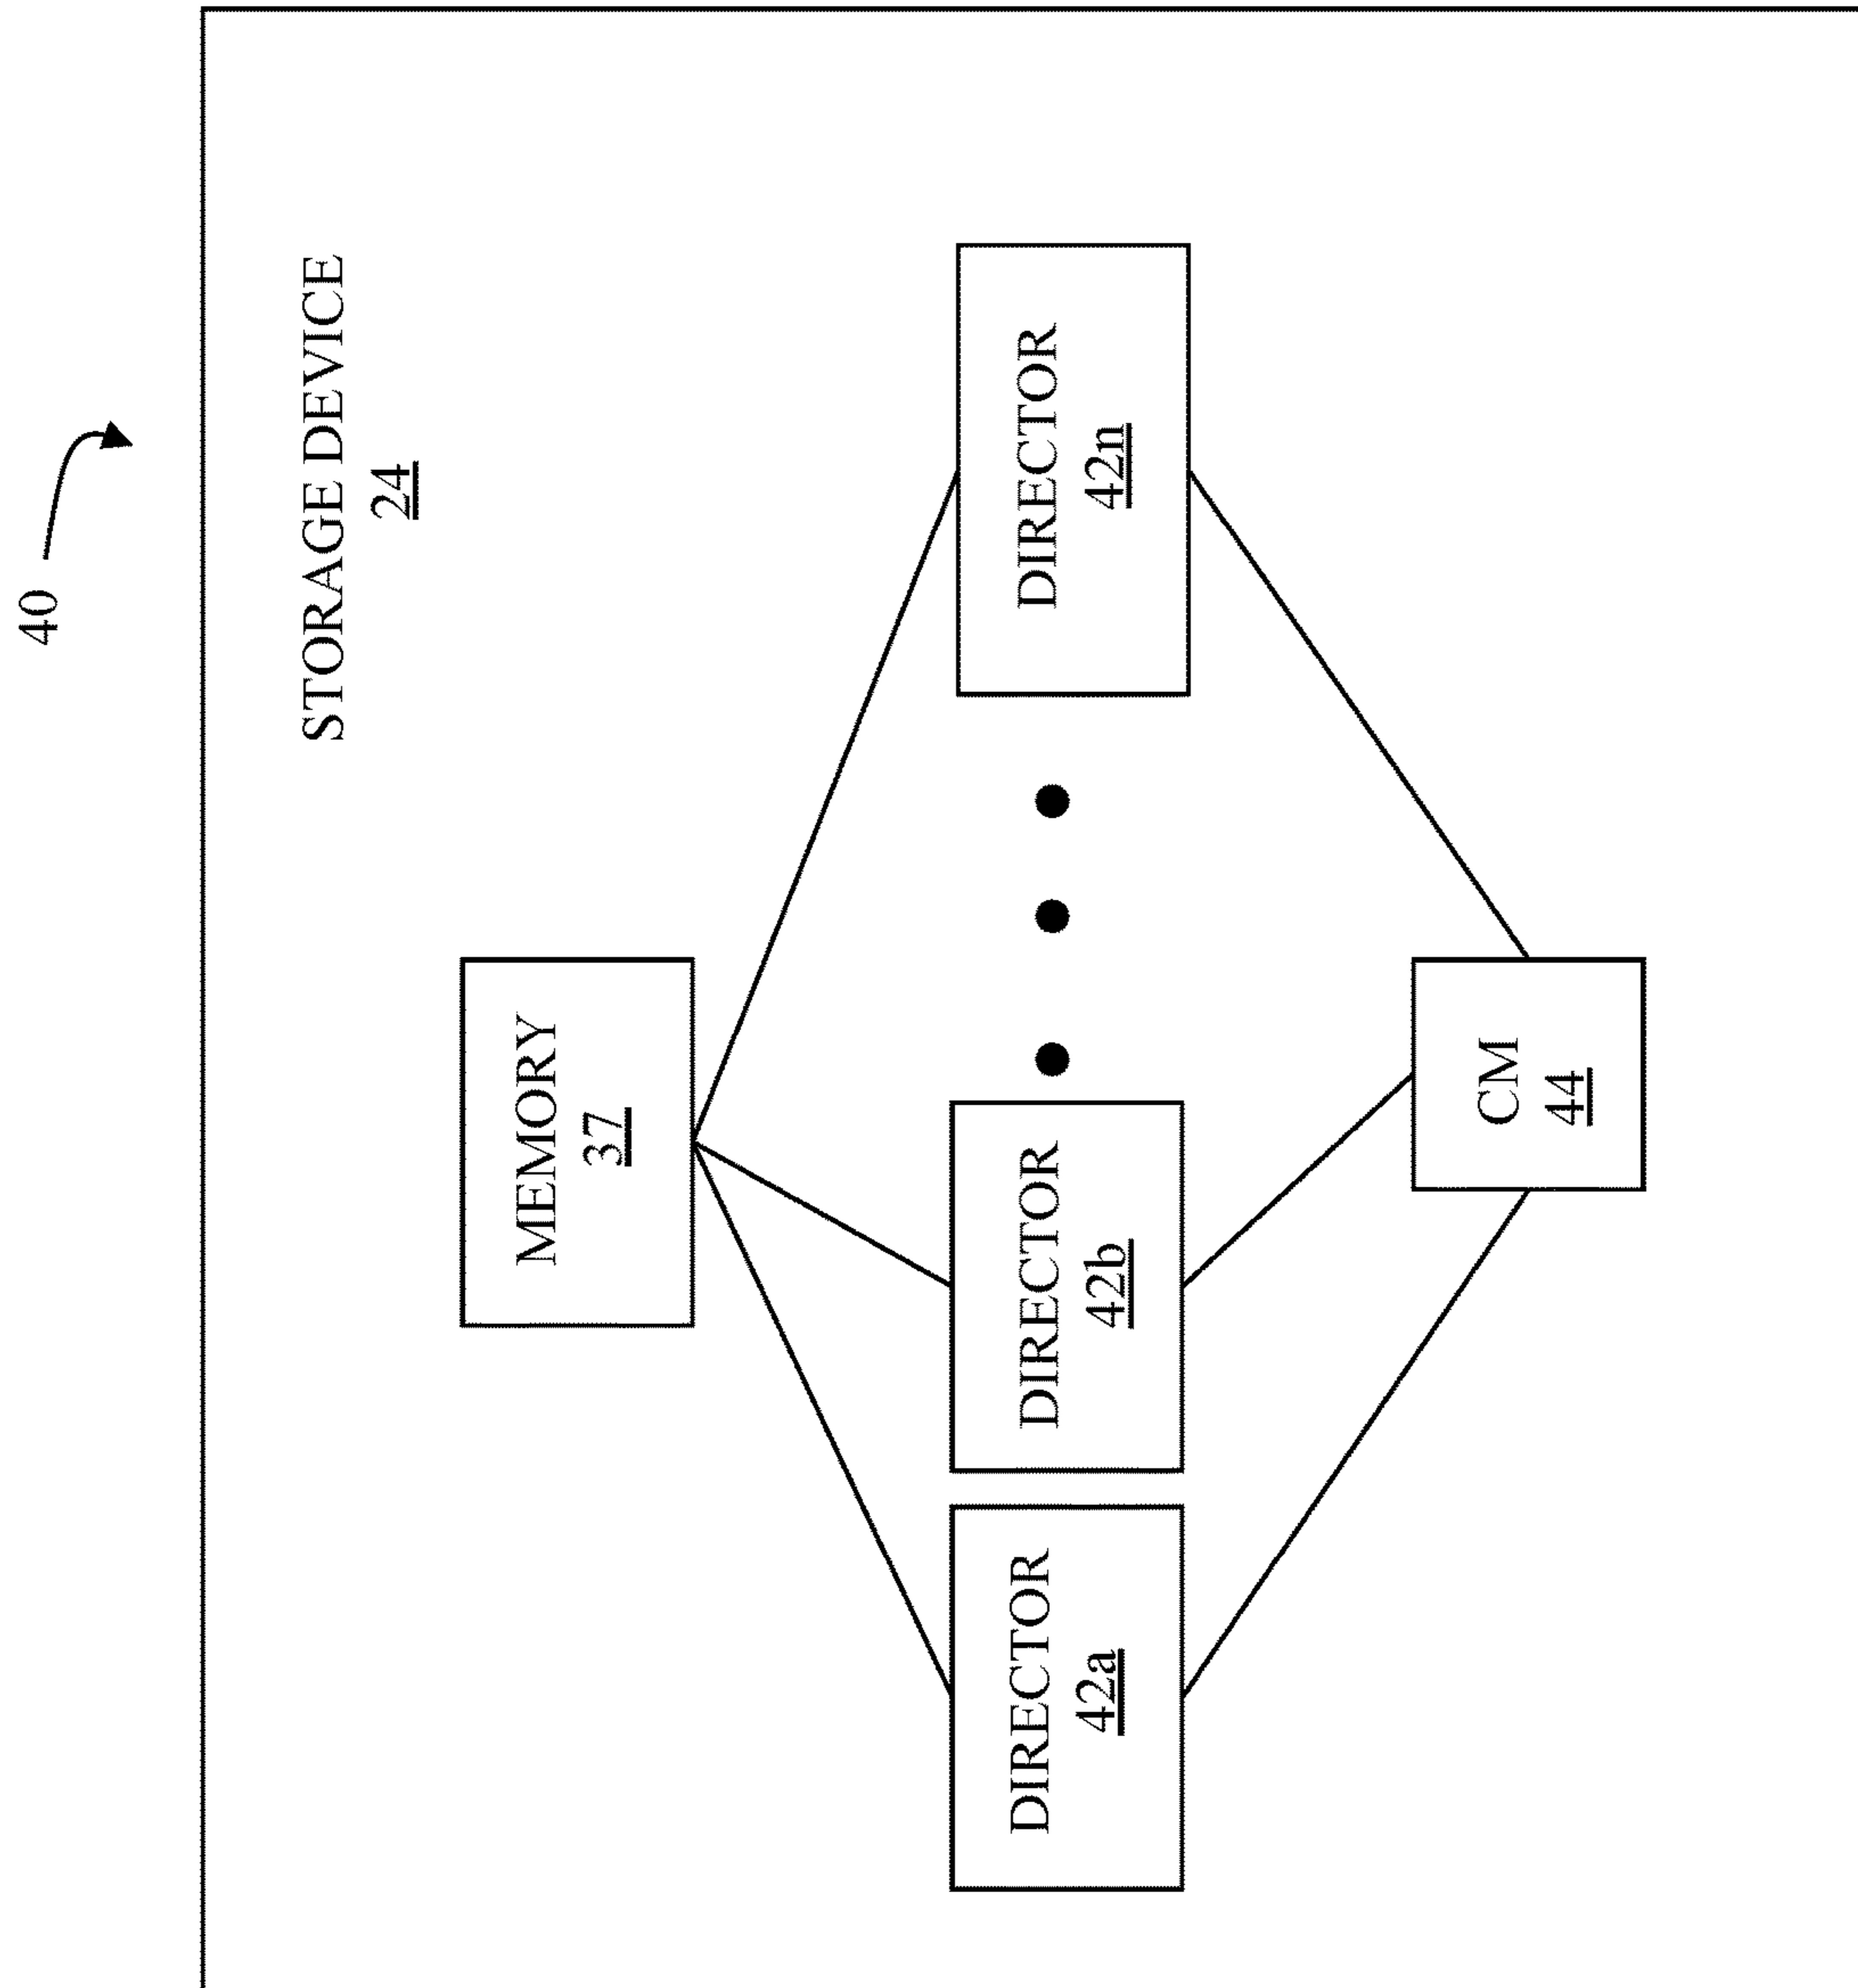 40
STORAGE DEVICE
24
MEMORY
37
DIRECTOR
42a
DIRECTOR
42b
DIRECTOR
42n
CM
44